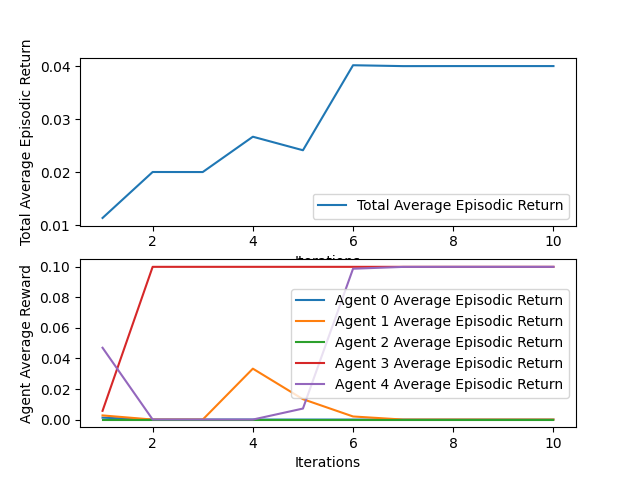 Total Average Episodic Return
0.04
0.03
0.02
0.01
Total Average Episodic Return
2
4
6
8
10
Iterations
Agent Average Reward
0.10
0.08
0.06
0.04
0.02
0.00
Agent 0 Average Episodic Return
Agent 1 Average Episodic Return
Agent 2 Average Episodic Return
Agent 3 Average Episodic Return
Agent 4 Average Episodic Return
2
4
6
8
10
Iterations